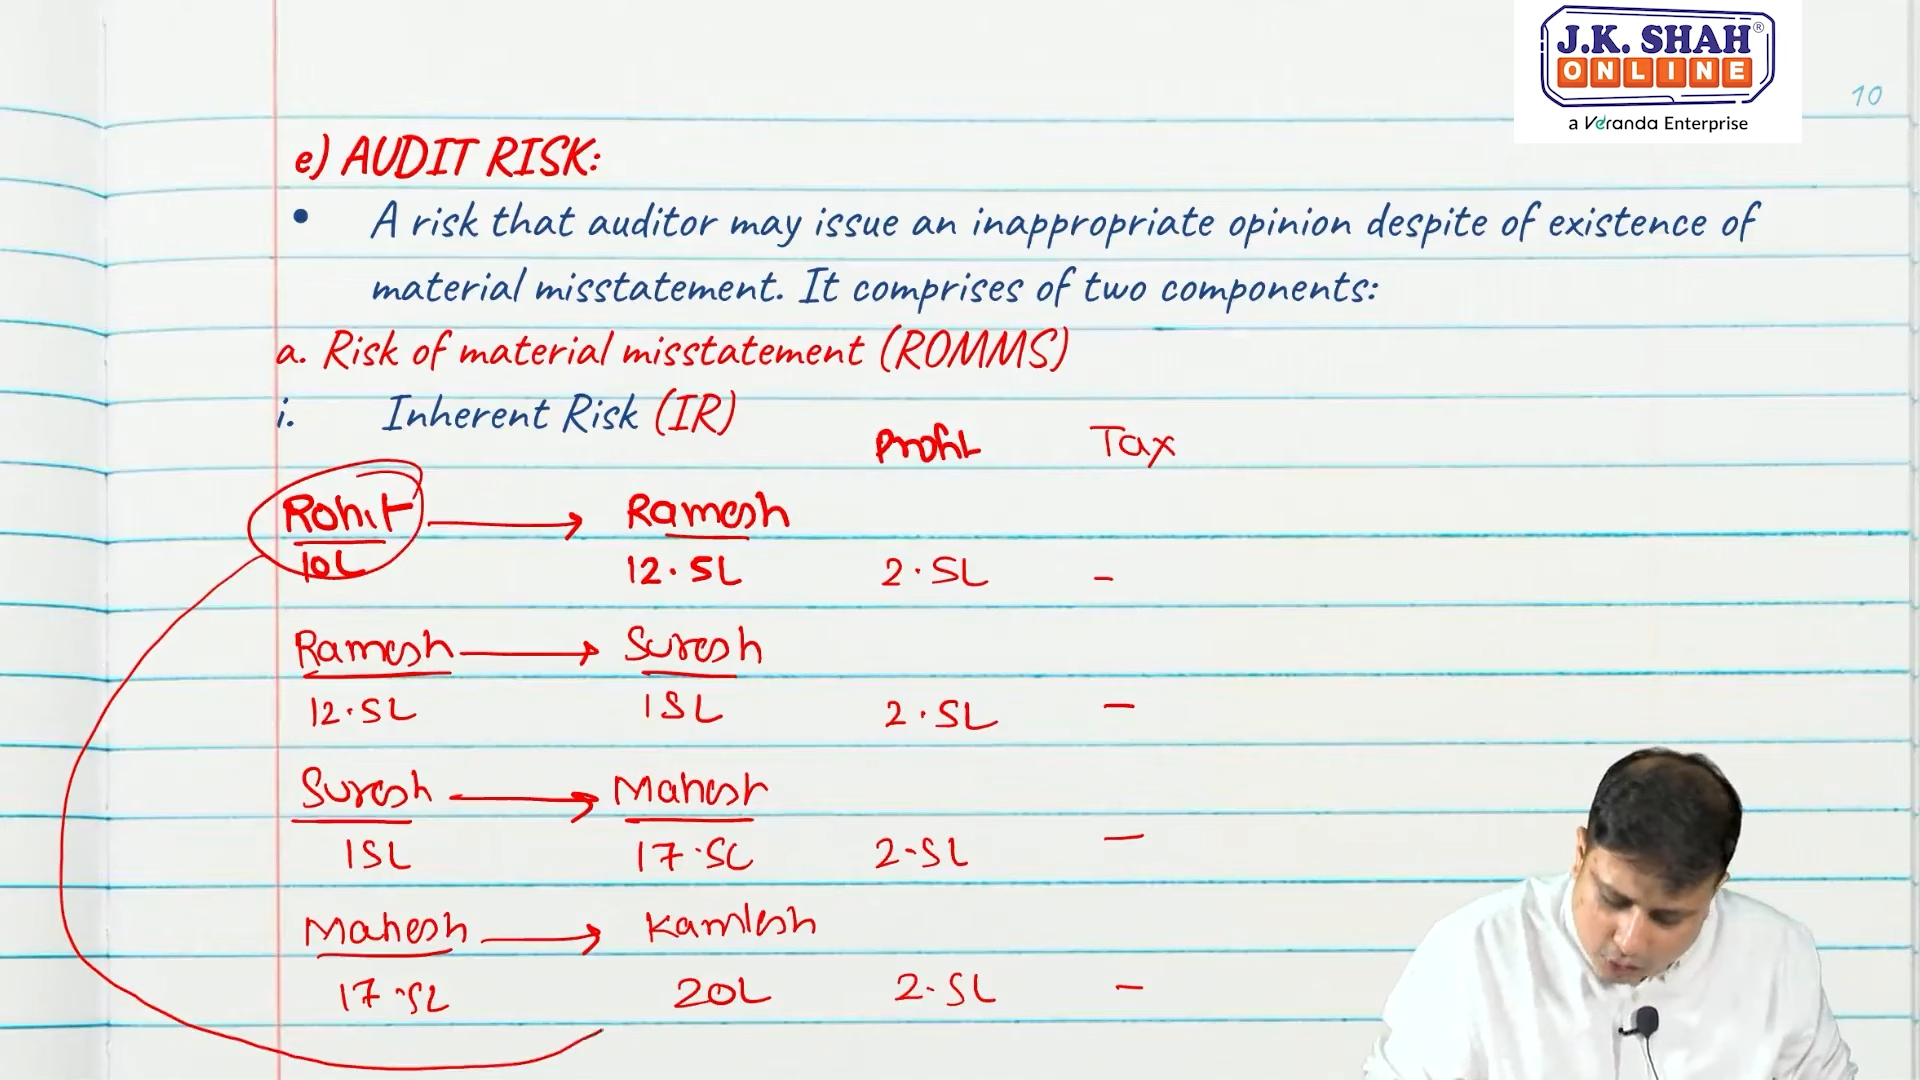 J.K. SHAH®
ONLINE
a Veranda Enterprise
10
e) AUDIT RISK:
• A risk that auditor may issue an inappropriate opinion despite of existence of
material misstatement. It comprises of two components:
a. Risk of material misstatement (ROMMS)
i. Inherent Risk (IR)
Profit Tax
Rohit → Ramesh
10L 12.5L 2.5L -
Ramesh → Suresh
12.5L 15L 2.5L -
Suresh → Mahesh
15L 17.5L 2.5L -
Mahesh → Kamlesh
17.5L 20L 2.5L -